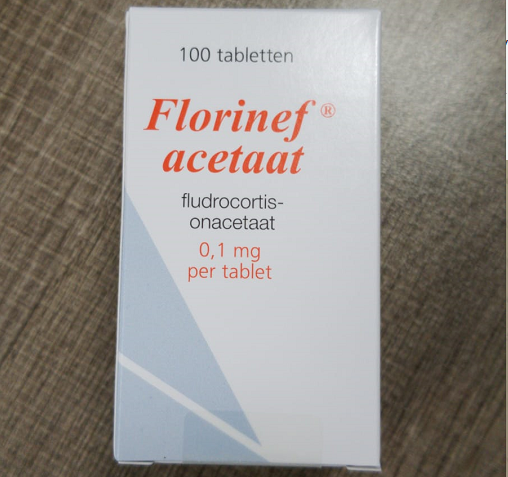 100 tabletten
Florinef ®
acetaat
fludrocortis-
onacetaat
0,1 mg
per tablet